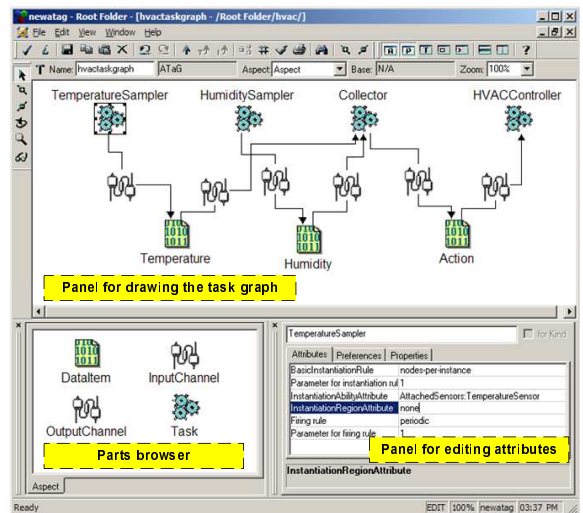 newatag - Root Folder - [hvactaskgraph - /Root Folder/hvac/]
File Edit View Window Help
Name: hvactaskgraph ATaG Aspect: Aspect Base: N/A Zoom: 100%
TemperatureSampler HumiditySampler Collector HVACController
Temperature Humidity Action
Panel for drawing the task graph
DataItem InputChannel
OutputChannel Task
Parts browser
Aspect
TemperatureSampler for Kind
Attributes Preferences Properties
BasicInstantiationRule nodes-per-instance
Parameter for instantiation rul 1
InstantiationAbilityAttribute AttachedSensors:TemperatureSensor
InstantiationRegionAttribute none
Firing rule periodic
Parameter for firing rule 1
Panel for editing attributes
InstantiationRegionAttribute
Ready EDIT 100% newatag 03:37 PM